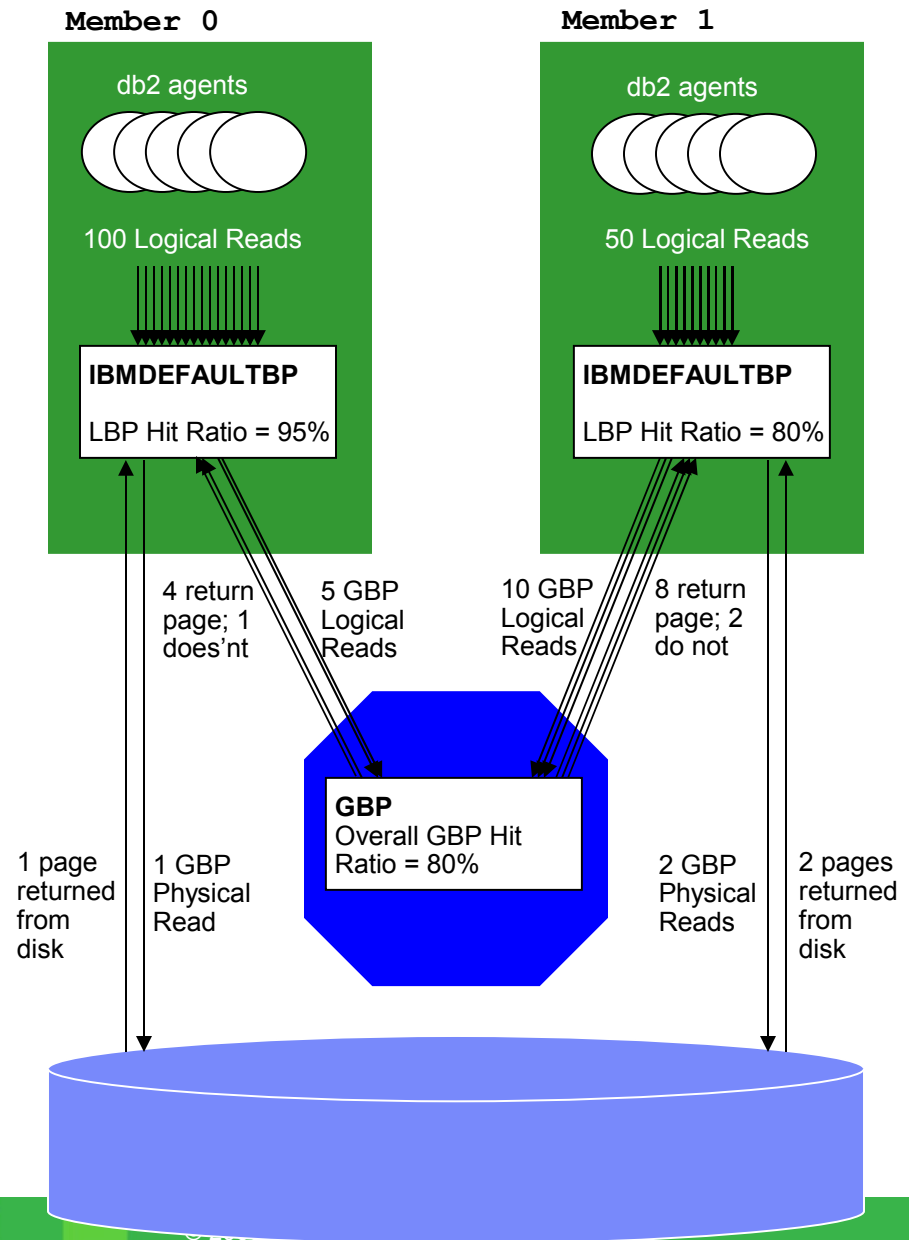 Member 0
Member 1
db2 agents
db2 agents
100 Logical Reads
50 Logical Reads
IBMDEFAULTBP
LBP Hit Ratio = 95%
IBMDEFAULTBP
LBP Hit Ratio = 80%
4 return
page; 1
does'nt
5 GBP
Logical
Reads
10 GBP
Logical
Reads
8 return
page; 2
do not
GBP
Overall GBP Hit
Ratio = 80%
1 page
returned
from
disk
1 GBP
Physical
Read
2 GBP
Physical
Reads
2 pages
returned
from
disk